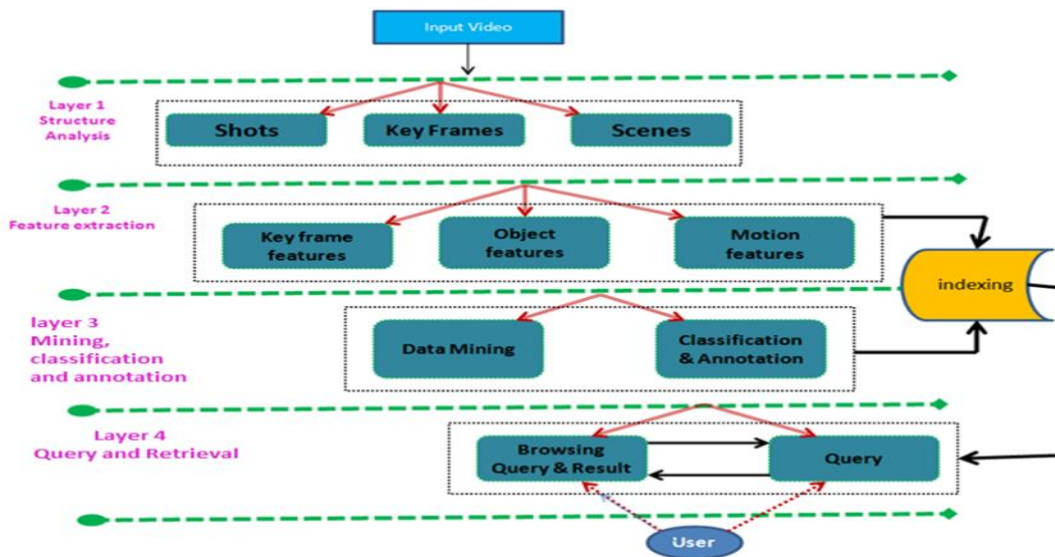 Input Video
Layer 1
Structure
Analysis
Shots
Key Frames
Scenes
Layer 2
Feature extraction
Key frame
features
Object
features
Motion
features
indexing
layer 3
Mining,
classification
and annotation
Data Mining
Classification
& Annotation
Layer 4
Query and Retrieval
Browsing
Query & Result
Query
User